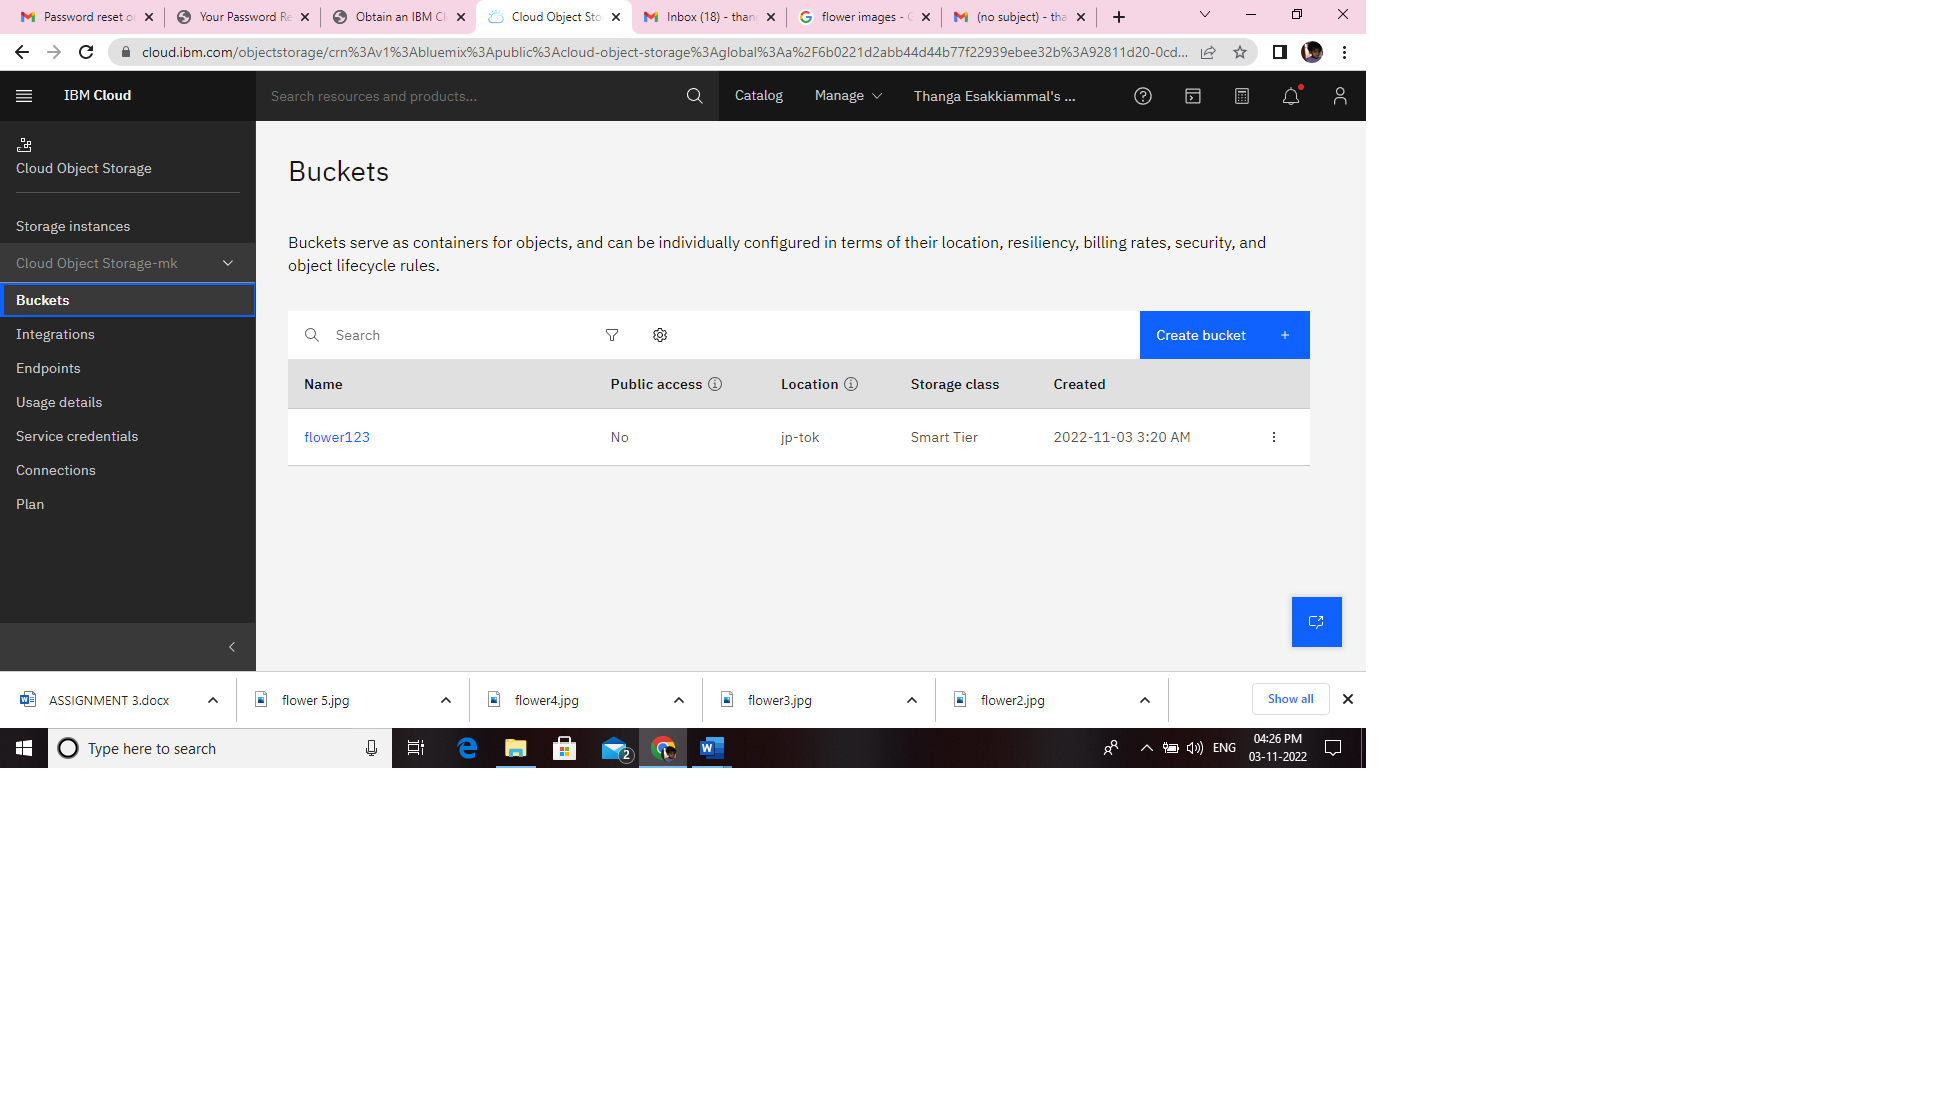 Password reset o
Your Password Re
Obtain an IBM Cl
Cloud Object Sto
Inbox (18) - than
flower images - G
(no subject) - tha
cloud.ibm.com/objectstorage/crn%3Av1%3Abluemix%3Apublic%3Acloud-object-storage%3Aglobal%3Aa%2F6b0221d2abb44d44b77f22939ebee32b%3A92811d20-0cd...
IBM Cloud
Search resources and products...
Catalog
Manage
Thanga Esakkiammal's ...
Cloud Object Storage
Storage instances
Cloud Object Storage-mk
Buckets
Integrations
Endpoints
Usage details
Service credentials
Connections
Plan
Buckets
Buckets serve as containers for objects, and can be individually configured in terms of their location, resiliency, billing rates, security, and
object lifecycle rules.
Search
Create bucket +
Name Public access Location Storage class Created
flower123 No jp-tok Smart Tier 2022-11-03 3:20 AM
ASSIGNMENT 3.docx
flower 5.jpg
flower4.jpg
flower3.jpg
flower2.jpg
Show all
Type here to search
2
ENG
04:26 PM
03-11-2022